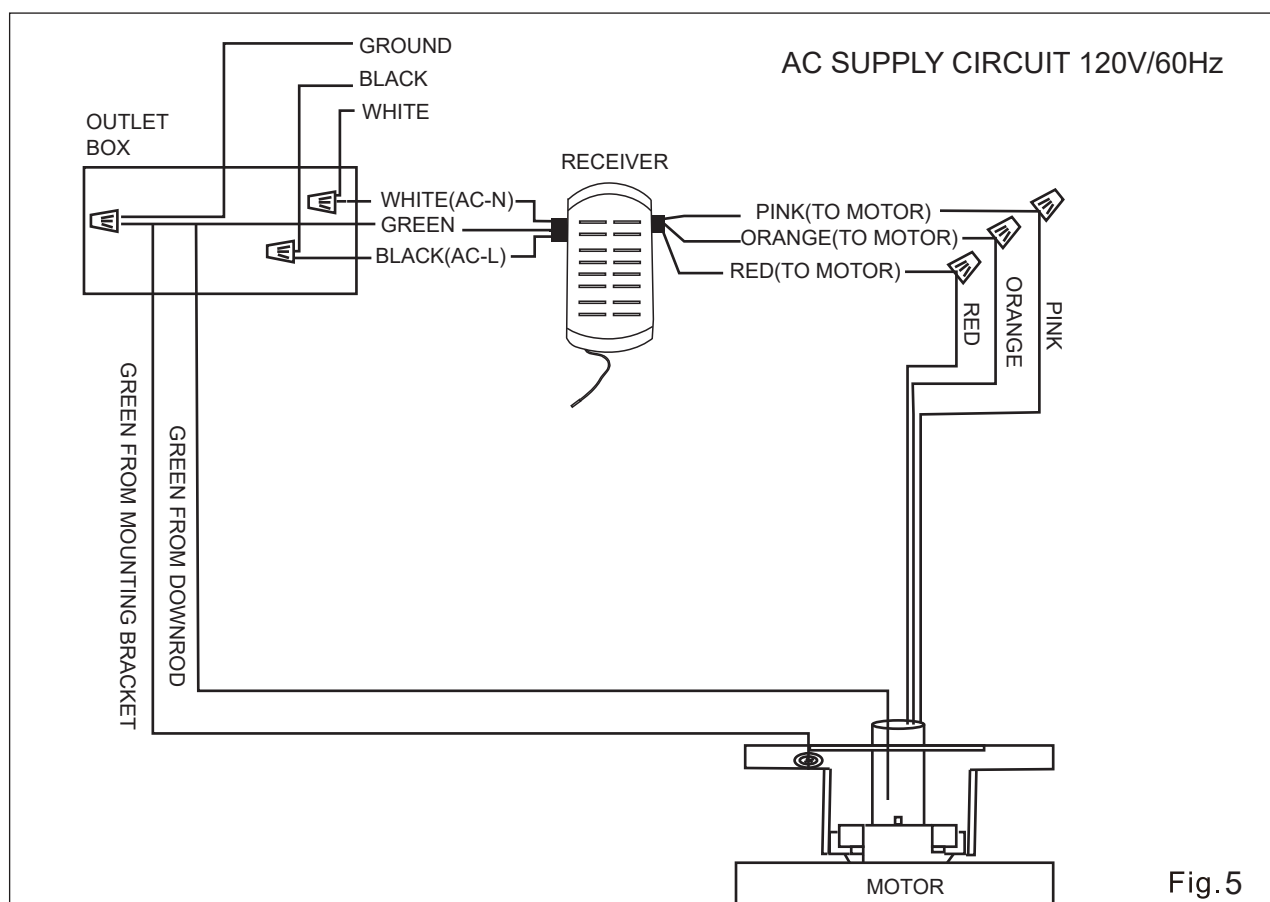 GROUND
BLACK
WHITE
AC SUPPLY CIRCUIT 120V/60Hz
OUTLET
BOX
RECEIVER
WHITE(AC-N)
GREEN
BLACK(AC-L)
PINK(TO MOTOR)
ORANGE(TO MOTOR)
RED(TO MOTOR)
RED
ORANGE
PINK
GREEN FROM MOUNTING BRACKET
GREEN FROM DOWNROD
MOTOR
Fig.5